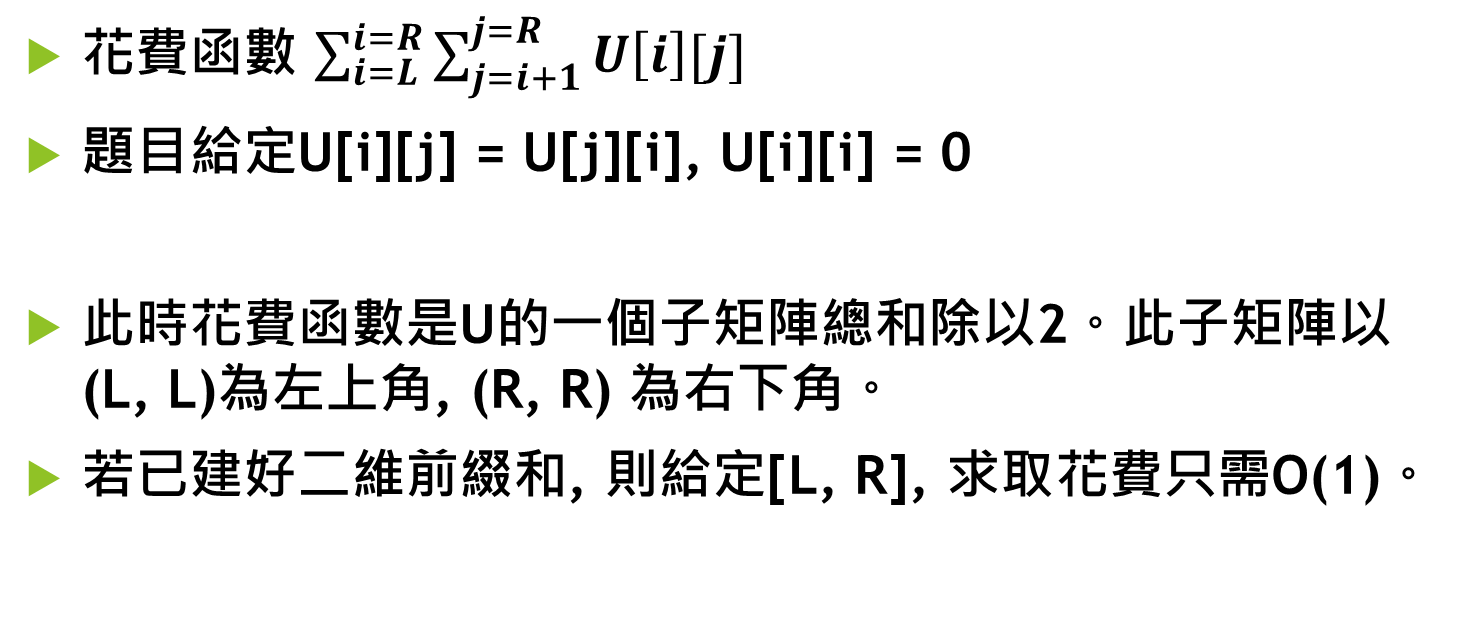 ▶ 花費函數 $\sum_{i=L}^{i=R} \sum_{j=i+1}^{j=R} U[i][j]$
▶ 題目給定U[i][j] = U[j][i], U[i][i] = 0
▶ 此時花費函數是U的一個子矩陣總和除以2。此子矩陣以
(L, L)為左上角, (R, R) 為右下角。
▶ 若已建好二維前綴和, 則給定[L, R], 求取花費只需O(1)。